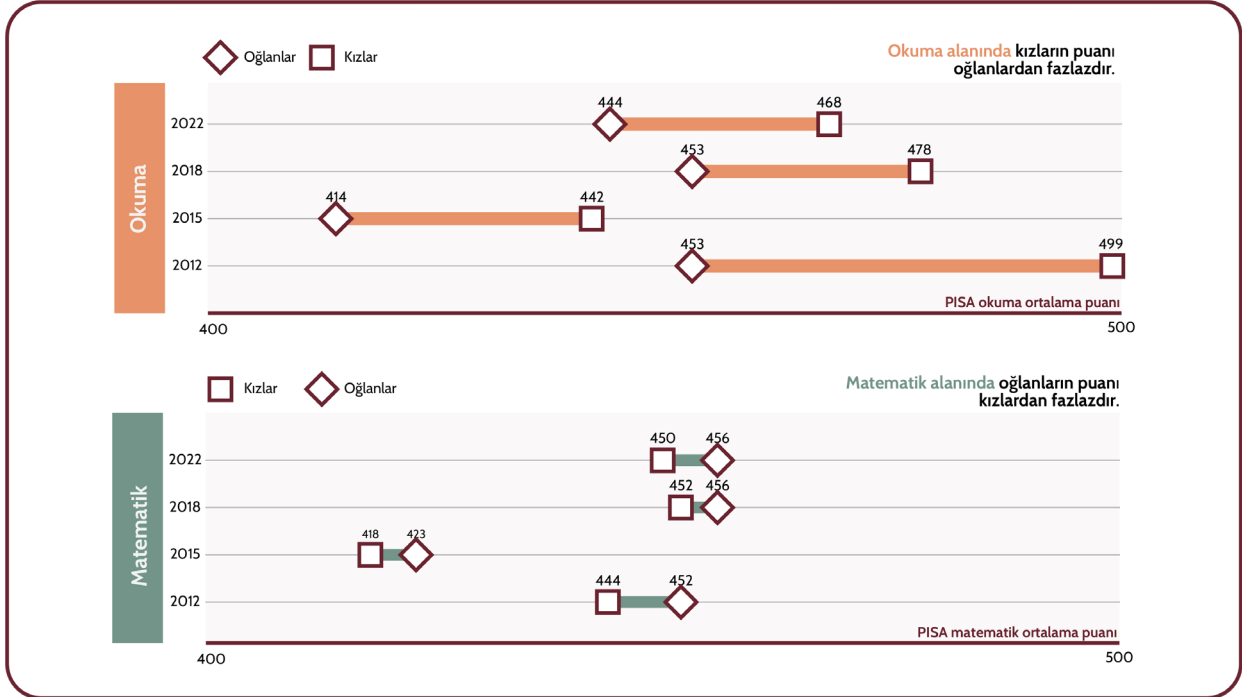 Oğlanlar Kızlar
Okuma alanında kızların puanı
oğlanlardan fazlazdır.
Okuma
444 468
2022
453 478
2018
414 442
2015
453 499
2012
PISA okuma ortalama puanı
400 500
Kızlar Oğlanlar
Matematik alanında oğlanların puanı
kızlardan fazlazdır.
Matematik
450 456
2022
452 456
2018
418 423
2015
444 452
2012
PISA matematik ortalama puanı
400 500